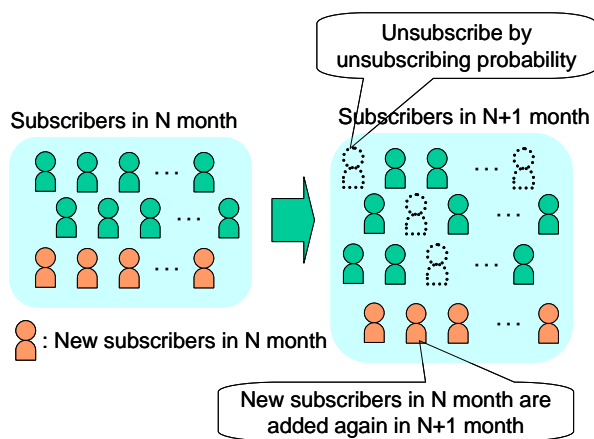 Unsubscribe by
unsubscribing probability
Subscribers in N month
Subscribers in N+1 month
...
...
...
...
...
...
...
: New subscribers in N month
New subscribers in N month are
added again in N+1 month